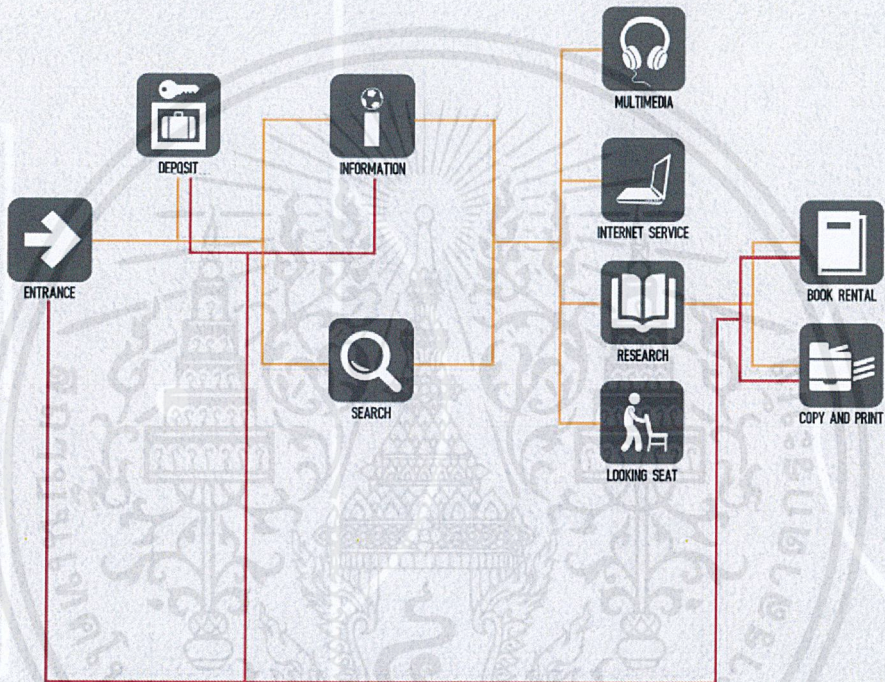 MULTIMEDIA
DEPOSIT
INFORMATION
INTERNET SERVICE
ENTRANCE
BOOK RENTAL
RESEARCH
SEARCH
COPY AND PRINT
LOOKING SEAT